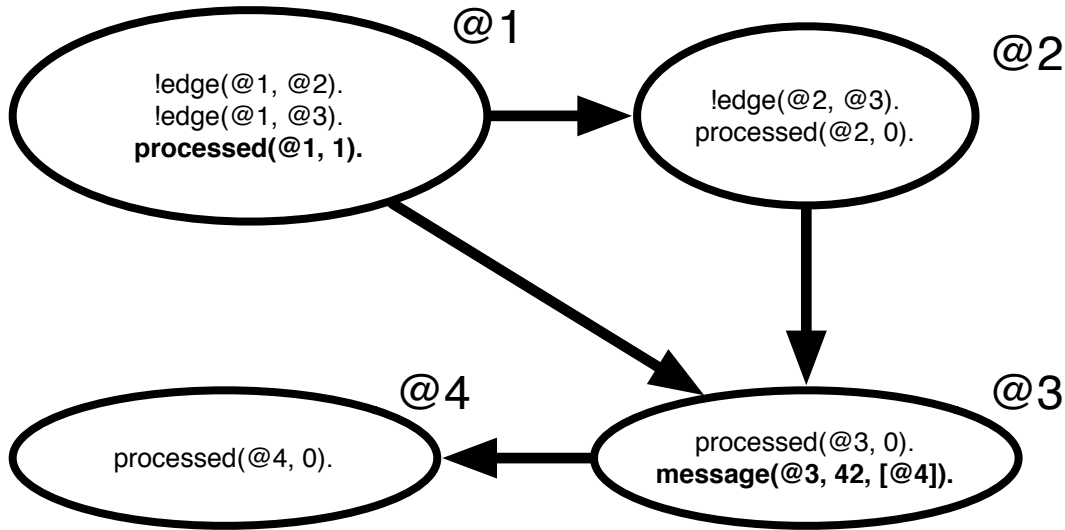 @1
!edge(@1, @2).
!edge(@1, @3).
processed(@1, 1).
@2
!edge(@2, @3).
processed(@2, 0).
@4
processed(@4, 0).
@3
processed(@3, 0).
message(@3, 42, [@4]).